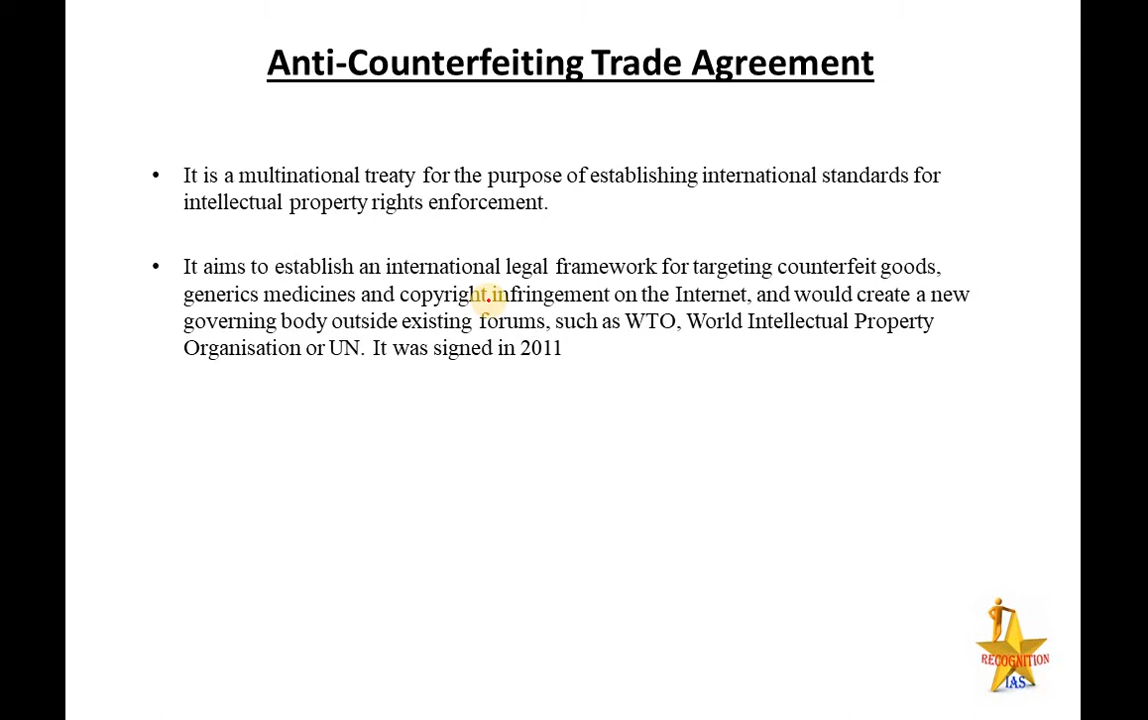 Anti-Counterfeiting Trade Agreement
• It is a multinational treaty for the purpose of establishing international standards for
intellectual property rights enforcement.
• It aims to establish an international legal framework for targeting counterfeit goods,
generics medicines and copyright infringement on the Internet, and would create a new
governing body outside existing forums, such as WTO, World Intellectual Property
Organisation or UN. It was signed in 2011
RECOGNITION
IAS